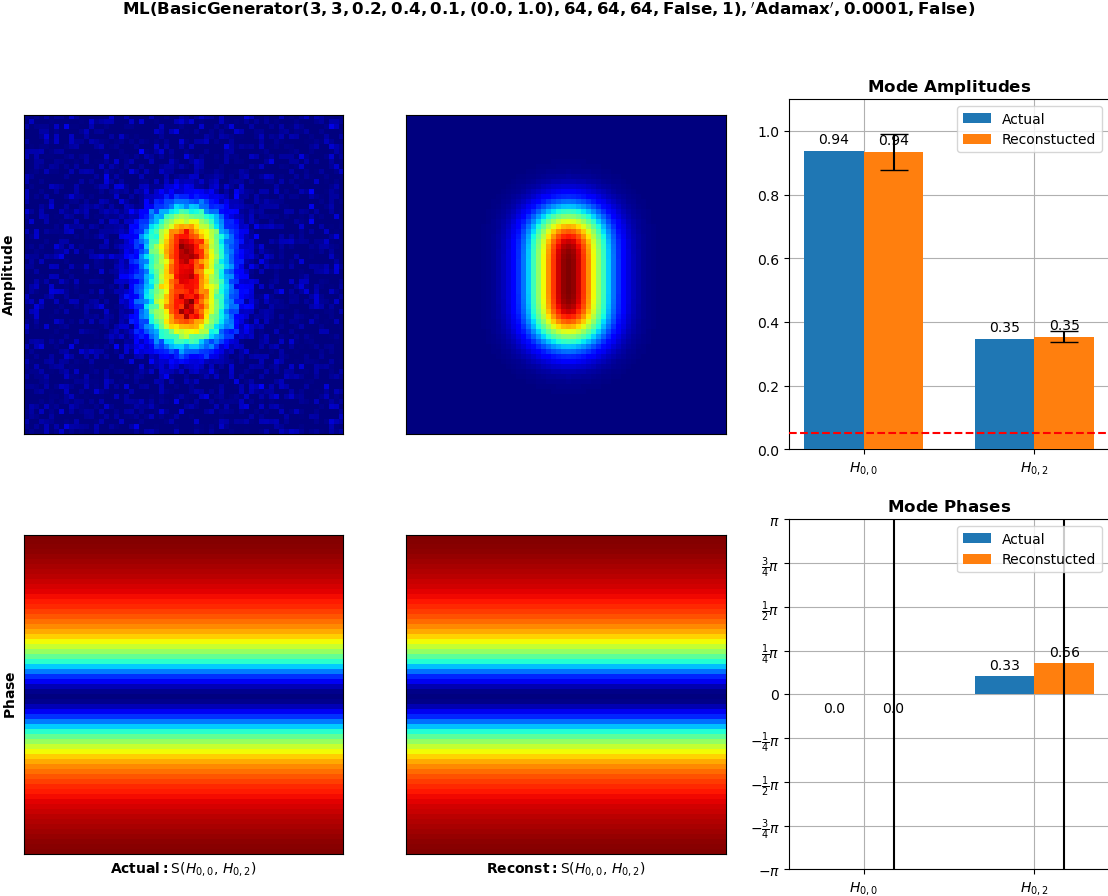 ML(BasicGenerator(3, 3, 0.2, 0.4, 0.1, (0.0, 1.0), 64, 64, 64, False, 1), ′Adamax′, 0.0001, False)
Amplitude
Mode Amplitudes
Actual
Reconstucted
1.0
0.8
0.6
0.4
0.2
0.0
0.94
0.94
0.35
0.35
H0, 0
H0, 2
Phase
Actual: S(H0, 0, H0, 2)
Reconst: S(H0, 0, H0, 2)
Mode Phases
Actual
Reconstucted
π
3/4π
1/2π
1/4π
0
−1/4π
−1/2π
−3/4π
−π
0.0
0.0
0.33
0.56
H0, 0
H0, 2